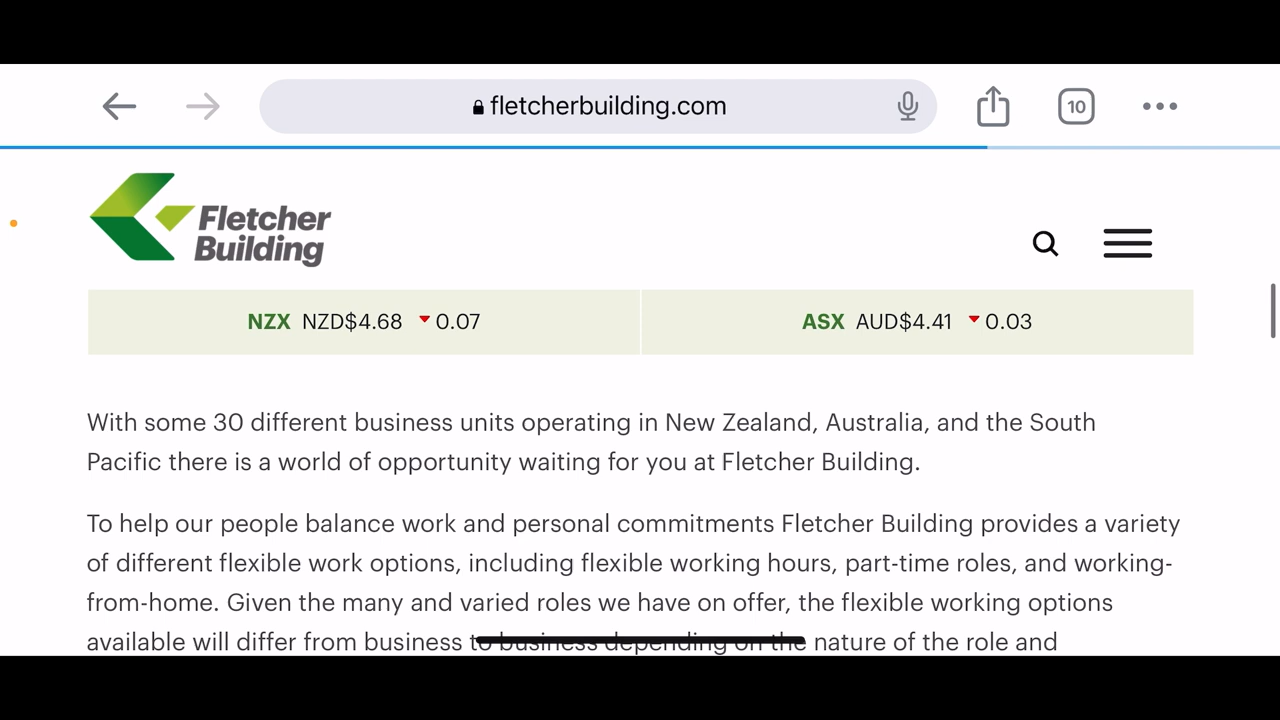 fletcherbuilding.com
10
Fletcher
Building
NZX NZD$4.68 0.07
ASX AUD$4.41 0.03
With some 30 different business units operating in New Zealand, Australia, and the South
Pacific there is a world of opportunity waiting for you at Fletcher Building.
To help our people balance work and personal commitments Fletcher Building provides a variety
of different flexible work options, including flexible working hours, part-time roles, and working-
from-home. Given the many and varied roles we have on offer, the flexible working options
available will differ from business to business depending on the nature of the role and